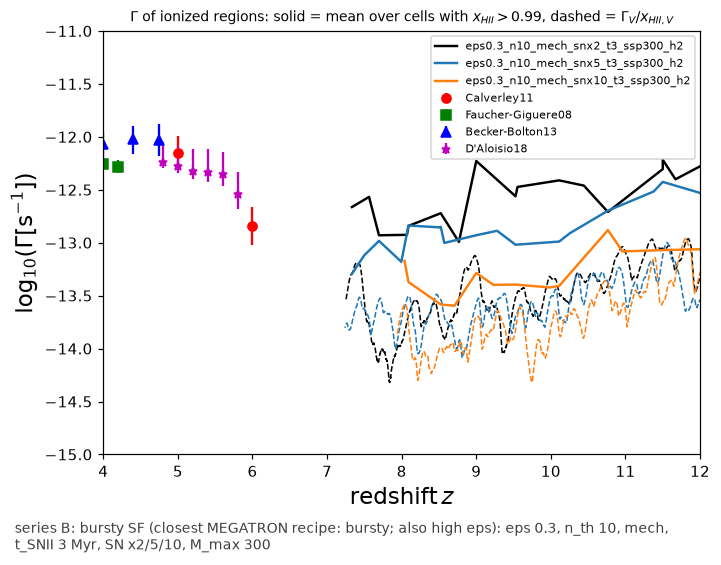 Γ of ionized regions: solid = mean over cells with x_HII > 0.99, dashed = Γ_V/x_HII,V
eps0.3_n10_mech_snx2_t3_ssp300_h2
eps0.3_n10_mech_snx5_t3_ssp300_h2
eps0.3_n10_mech_snx10_t3_ssp300_h2
Calverley11
Faucher-Giguere08
Becker-Bolton13
D'Aloisio18
log₁₀(Γ[s⁻¹])
−11.0
−11.5
−12.0
−12.5
−13.0
−13.5
−14.0
−14.5
−15.0
4 5 6 7 8 9 10 11 12
redshift z
series B: bursty SF (closest MEGATRON recipe: bursty; also high eps): eps 0.3, n_th 10, mech,
t_SNII 3 Myr, SN x2/5/10, M_max 300